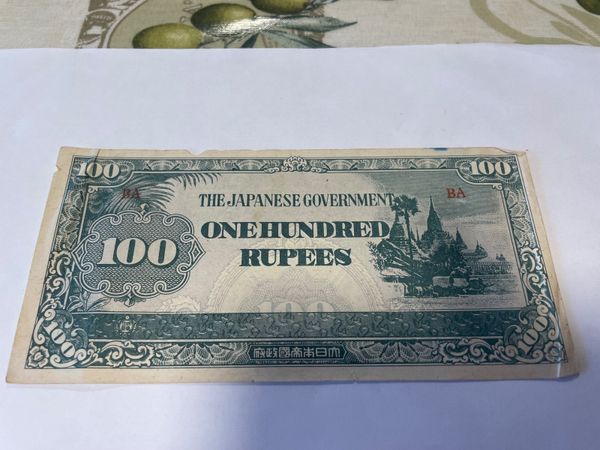 100 100
BA BA
THE JAPANESE GOVERNMENT
ONE HUNDRED
100
RUPEES
100
100 大日本帝國政府 100